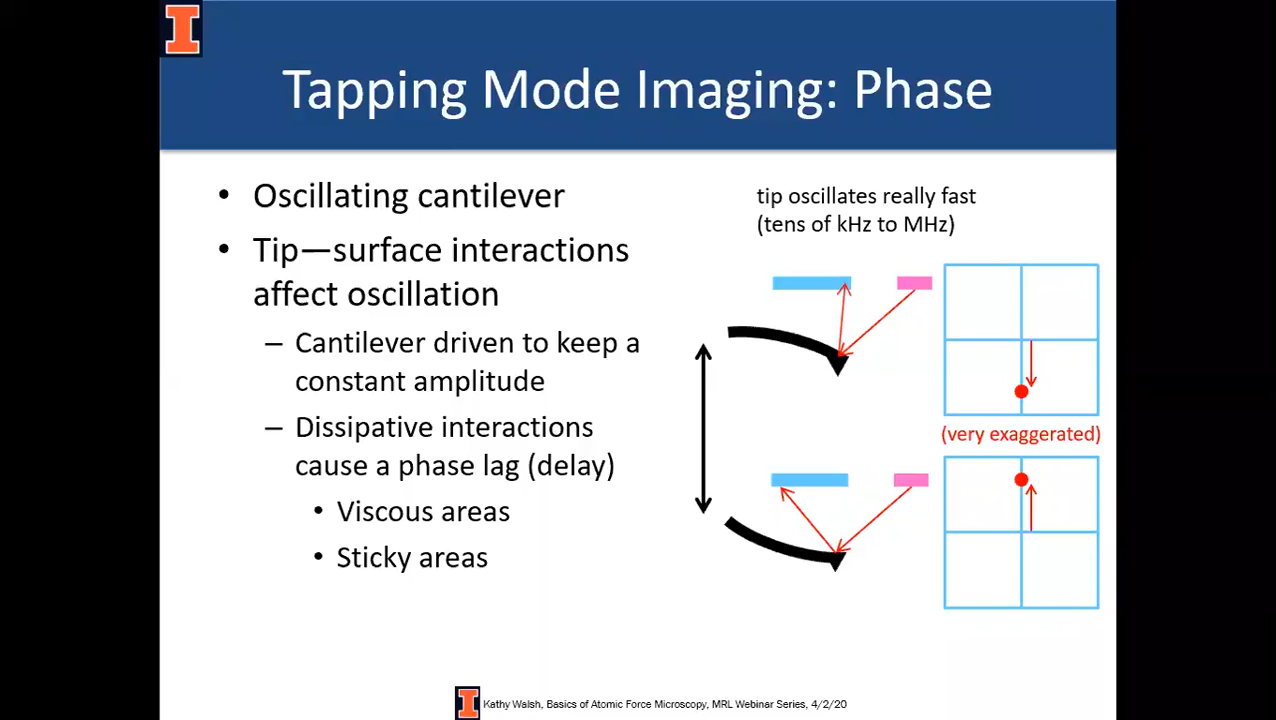 Tapping Mode Imaging: Phase
• Oscillating cantilever
• Tip—surface interactions
affect oscillation
– Cantilever driven to keep a
constant amplitude
– Dissipative interactions
cause a phase lag (delay)
• Viscous areas
• Sticky areas
tip oscillates really fast
(tens of kHz to MHz)
(very exaggerated)
Kathy Walsh, Basics of Atomic Force Microscopy, MRL Webinar Series, 4/2/20